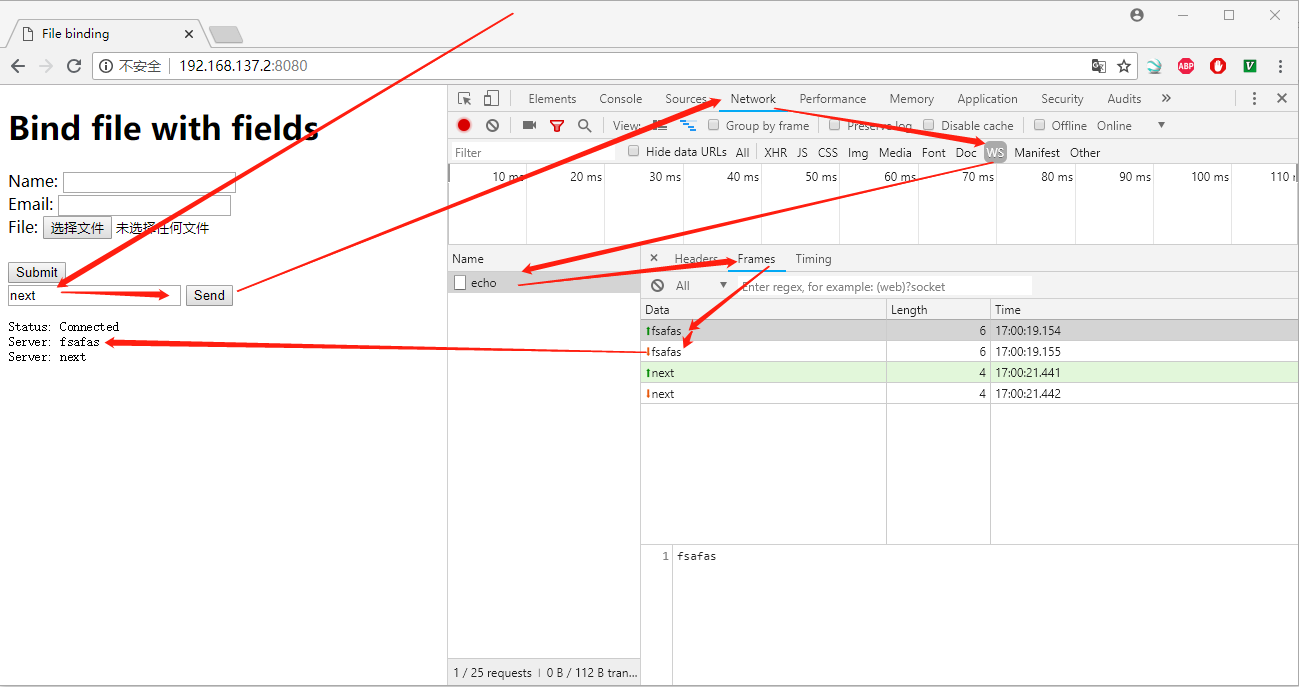 File binding
不安全 192.168.137.2:8080
ABP
Bind file with fields
Name:
Email:
File: 选择文件 未选择任何文件
Submit
next Send
Status: Connected
Server: fsafas
Server: next
Elements Console Sources Network Performance Memory Application Security Audits »
View: Group by frame Preserve log Disable cache Offline Online
Filter Hide data URLs All XHR JS CSS Img Media Font Doc WS Manifest Other
10 ms 20 ms 30 ms 40 ms 50 ms 60 ms 70 ms 80 ms 90 ms 100 ms 110
Name
echo
Headers Frames Timing
All Enter regex, for example: (web)?socket
Data Length Time
fsafas 6 17:00:19.154
fsafas 6 17:00:19.155
next 4 17:00:21.441
next 4 17:00:21.442
1 fsafas
1 / 25 requests | 0 B / 112 B tran...